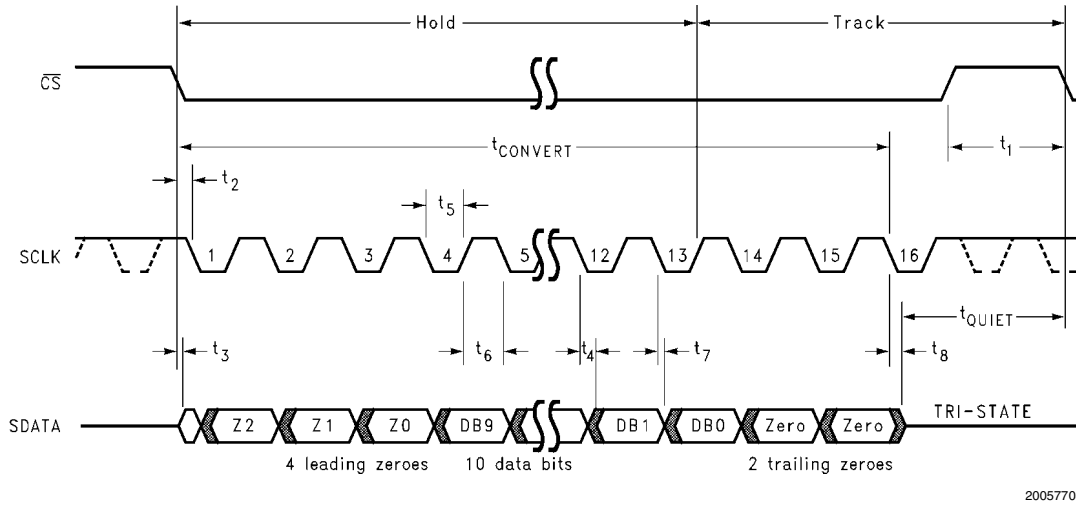 Hold Track
CS
tCONVERT t1
t2
t5
SCLK 1 2 3 4 5 12 13 14 15 16
tQUIET
t3 t6 t4 t7 t8
SDATA Z2 Z1 Z0 DB9 DB1 DB0 Zero Zero TRI-STATE
4 leading zeroes 10 data bits 2 trailing zeroes
2005770